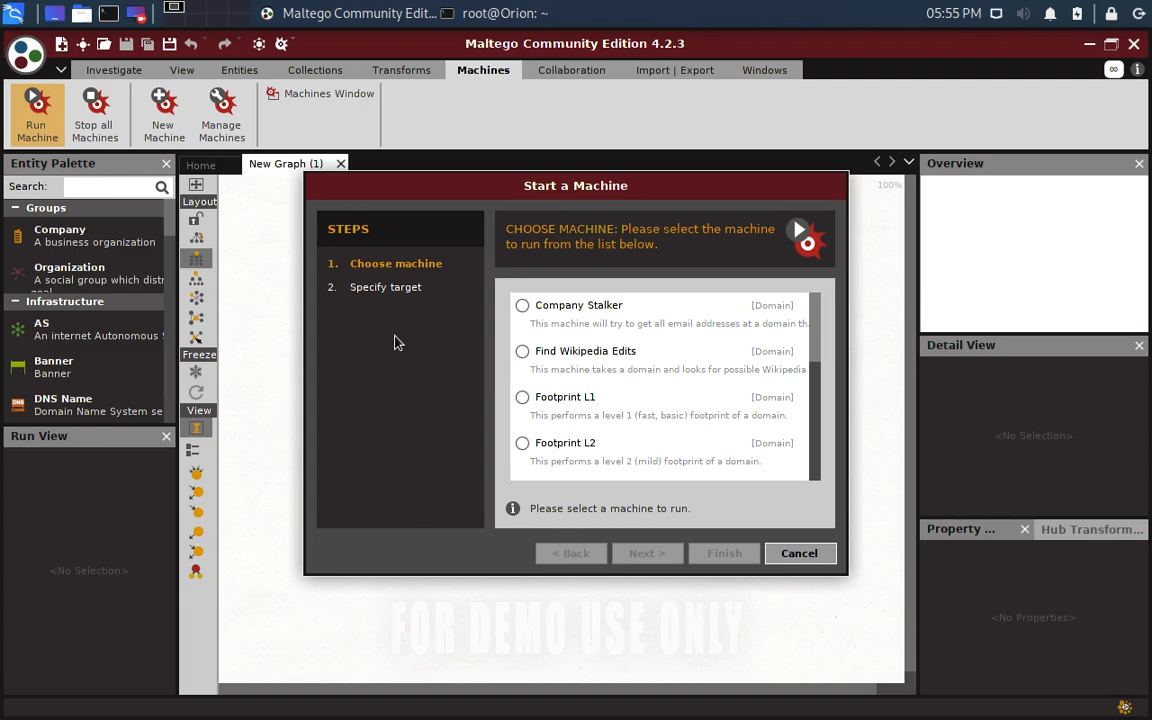 Maltego Community Edit... root@Orion: ~ 05:55 PM
Maltego Community Edition 4.2.3
Investigate View Entities Collections Transforms Machines Collaboration Import | Export Windows
Run Machine
Stop all Machines
New Machine
Manage Machines
Machines Window
Entity Palette
Search:
Groups
Company
A business organization
Organization
A social group which distr
goal
Infrastructure
AS
An internet Autonomous S
Banner
Banner
DNS Name
Domain Name System se
Run View
<No Selection>
Home New Graph (1)
Layout
Freeze
View
100%
Start a Machine
STEPS
1. Choose machine
2. Specify target
CHOOSE MACHINE: Please select the machine
to run from the list below.
Company Stalker [Domain]
This machine will try to get all email addresses at a domain th.
Find Wikipedia Edits [Domain]
This machine takes a domain and looks for possible Wikipedia
Footprint L1 [Domain]
This performs a level 1 (fast, basic) footprint of a domain.
Footprint L2 [Domain]
This performs a level 2 (mild) footprint of a domain.
Please select a machine to run.
< Back Next > Finish Cancel
FOR DEMO USE ONLY
Overview
Detail View
<No Selection>
Property ... Hub Transform...
<No Properties>